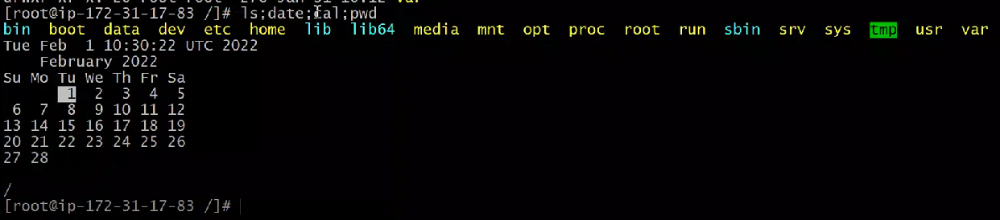 [root@ip-172-31-17-83 /]# ls;date;cal;pwd
bin boot data dev etc home lib lib64 media mnt opt proc root run sbin srv sys tmp usr var
Tue Feb  1 10:30:22 UTC 2022
    February 2022
Su Mo Tu We Th Fr Sa
       1  2  3  4  5
 6  7  8  9 10 11 12
13 14 15 16 17 18 19
20 21 22 23 24 25 26
27 28
/
[root@ip-172-31-17-83 /]#